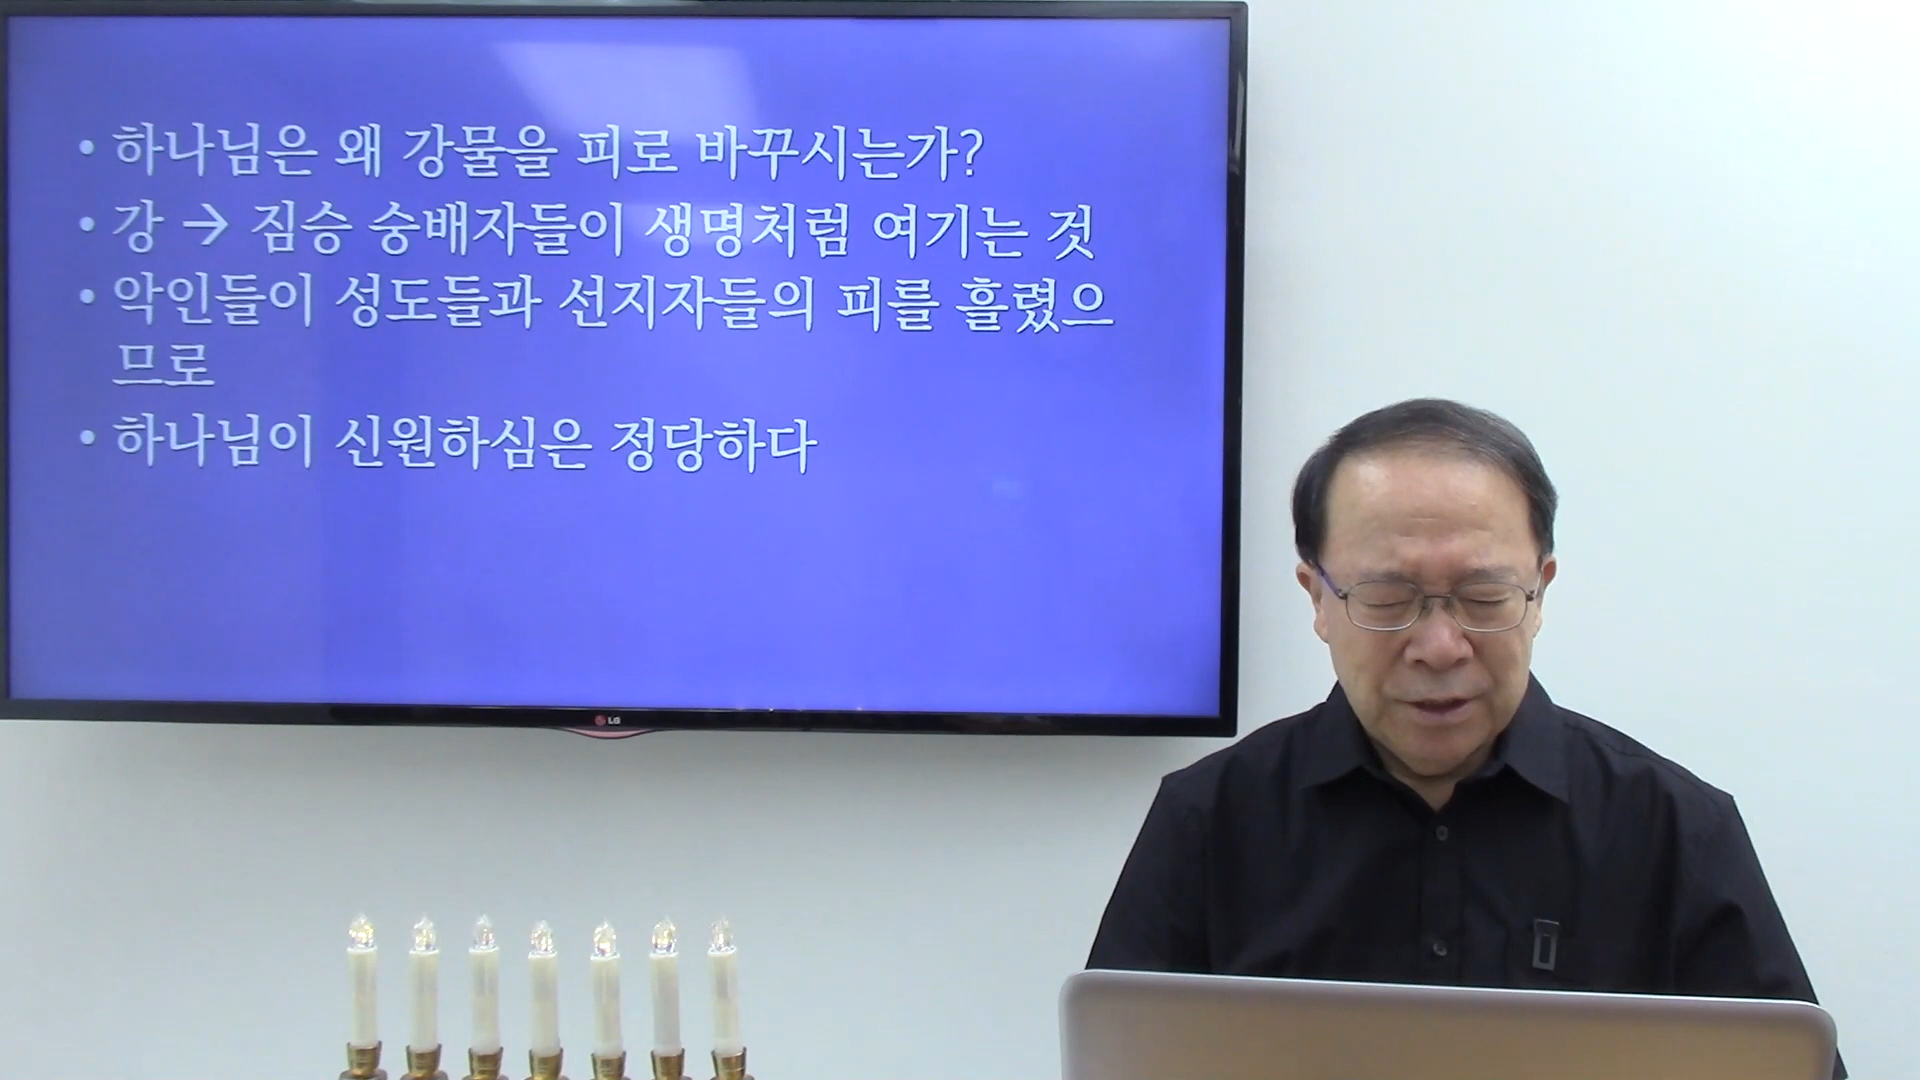 • 하나님은 왜 강물을 피로 바꾸시는가?
• 강 → 짐승 숭배자들이 생명처럼 여기는 것
• 악인들이 성도들과 선지자들의 피를 흘렸으
므로
• 하나님이 신원하심은 정당하다
LG